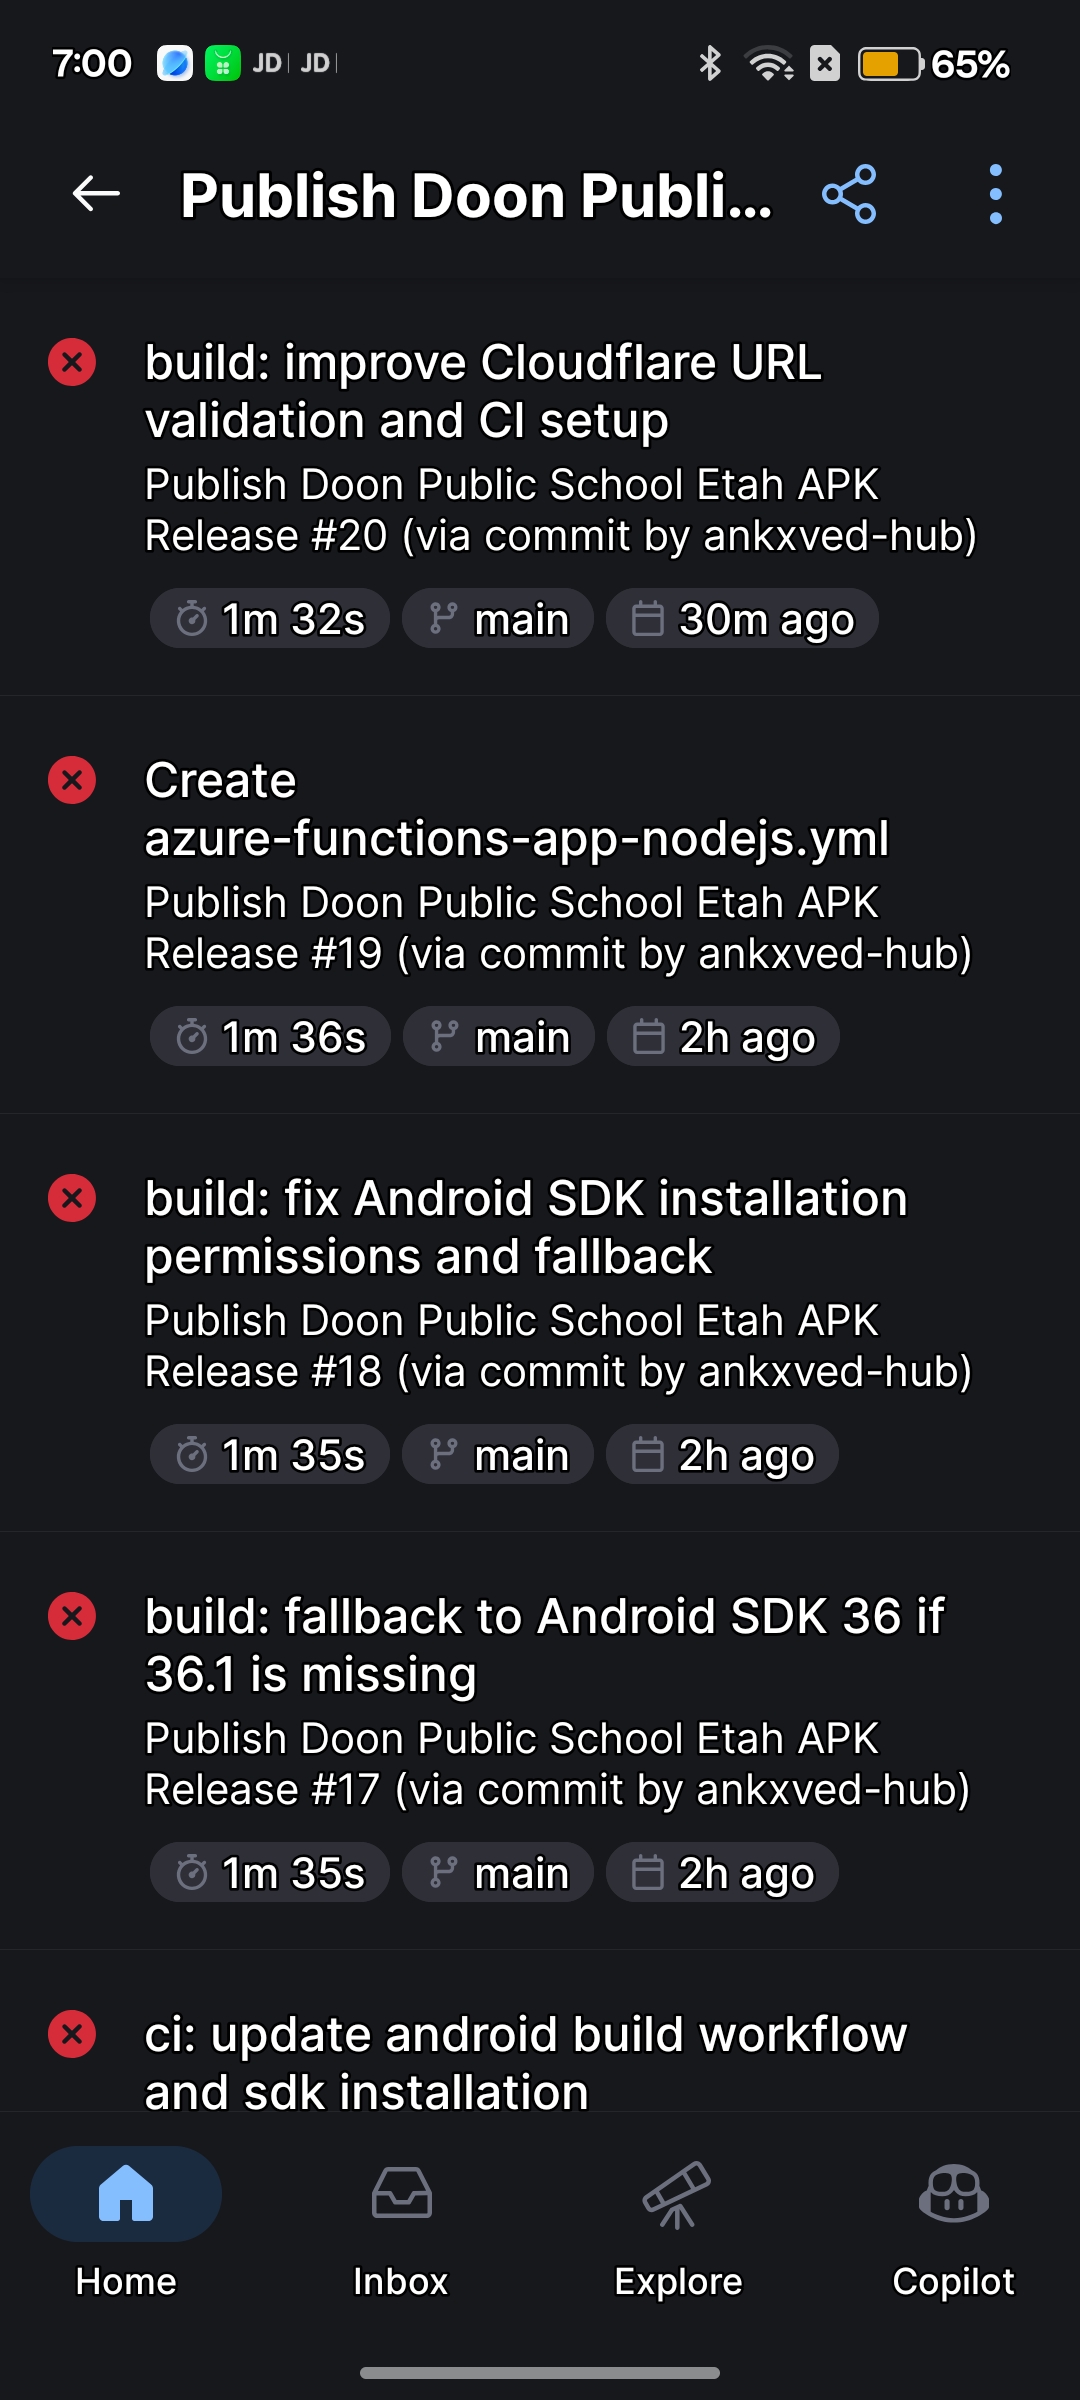 7:00 JD JD 65%
Publish Doon Publi...
build: improve Cloudflare URL
validation and CI setup
Publish Doon Public School Etah APK
Release #20 (via commit by ankxved-hub)
1m 32s main 30m ago
Create
azure-functions-app-nodejs.yml
Publish Doon Public School Etah APK
Release #19 (via commit by ankxved-hub)
1m 36s main 2h ago
build: fix Android SDK installation
permissions and fallback
Publish Doon Public School Etah APK
Release #18 (via commit by ankxved-hub)
1m 35s main 2h ago
build: fallback to Android SDK 36 if
36.1 is missing
Publish Doon Public School Etah APK
Release #17 (via commit by ankxved-hub)
1m 35s main 2h ago
ci: update android build workflow
and sdk installation
Home Inbox Explore Copilot